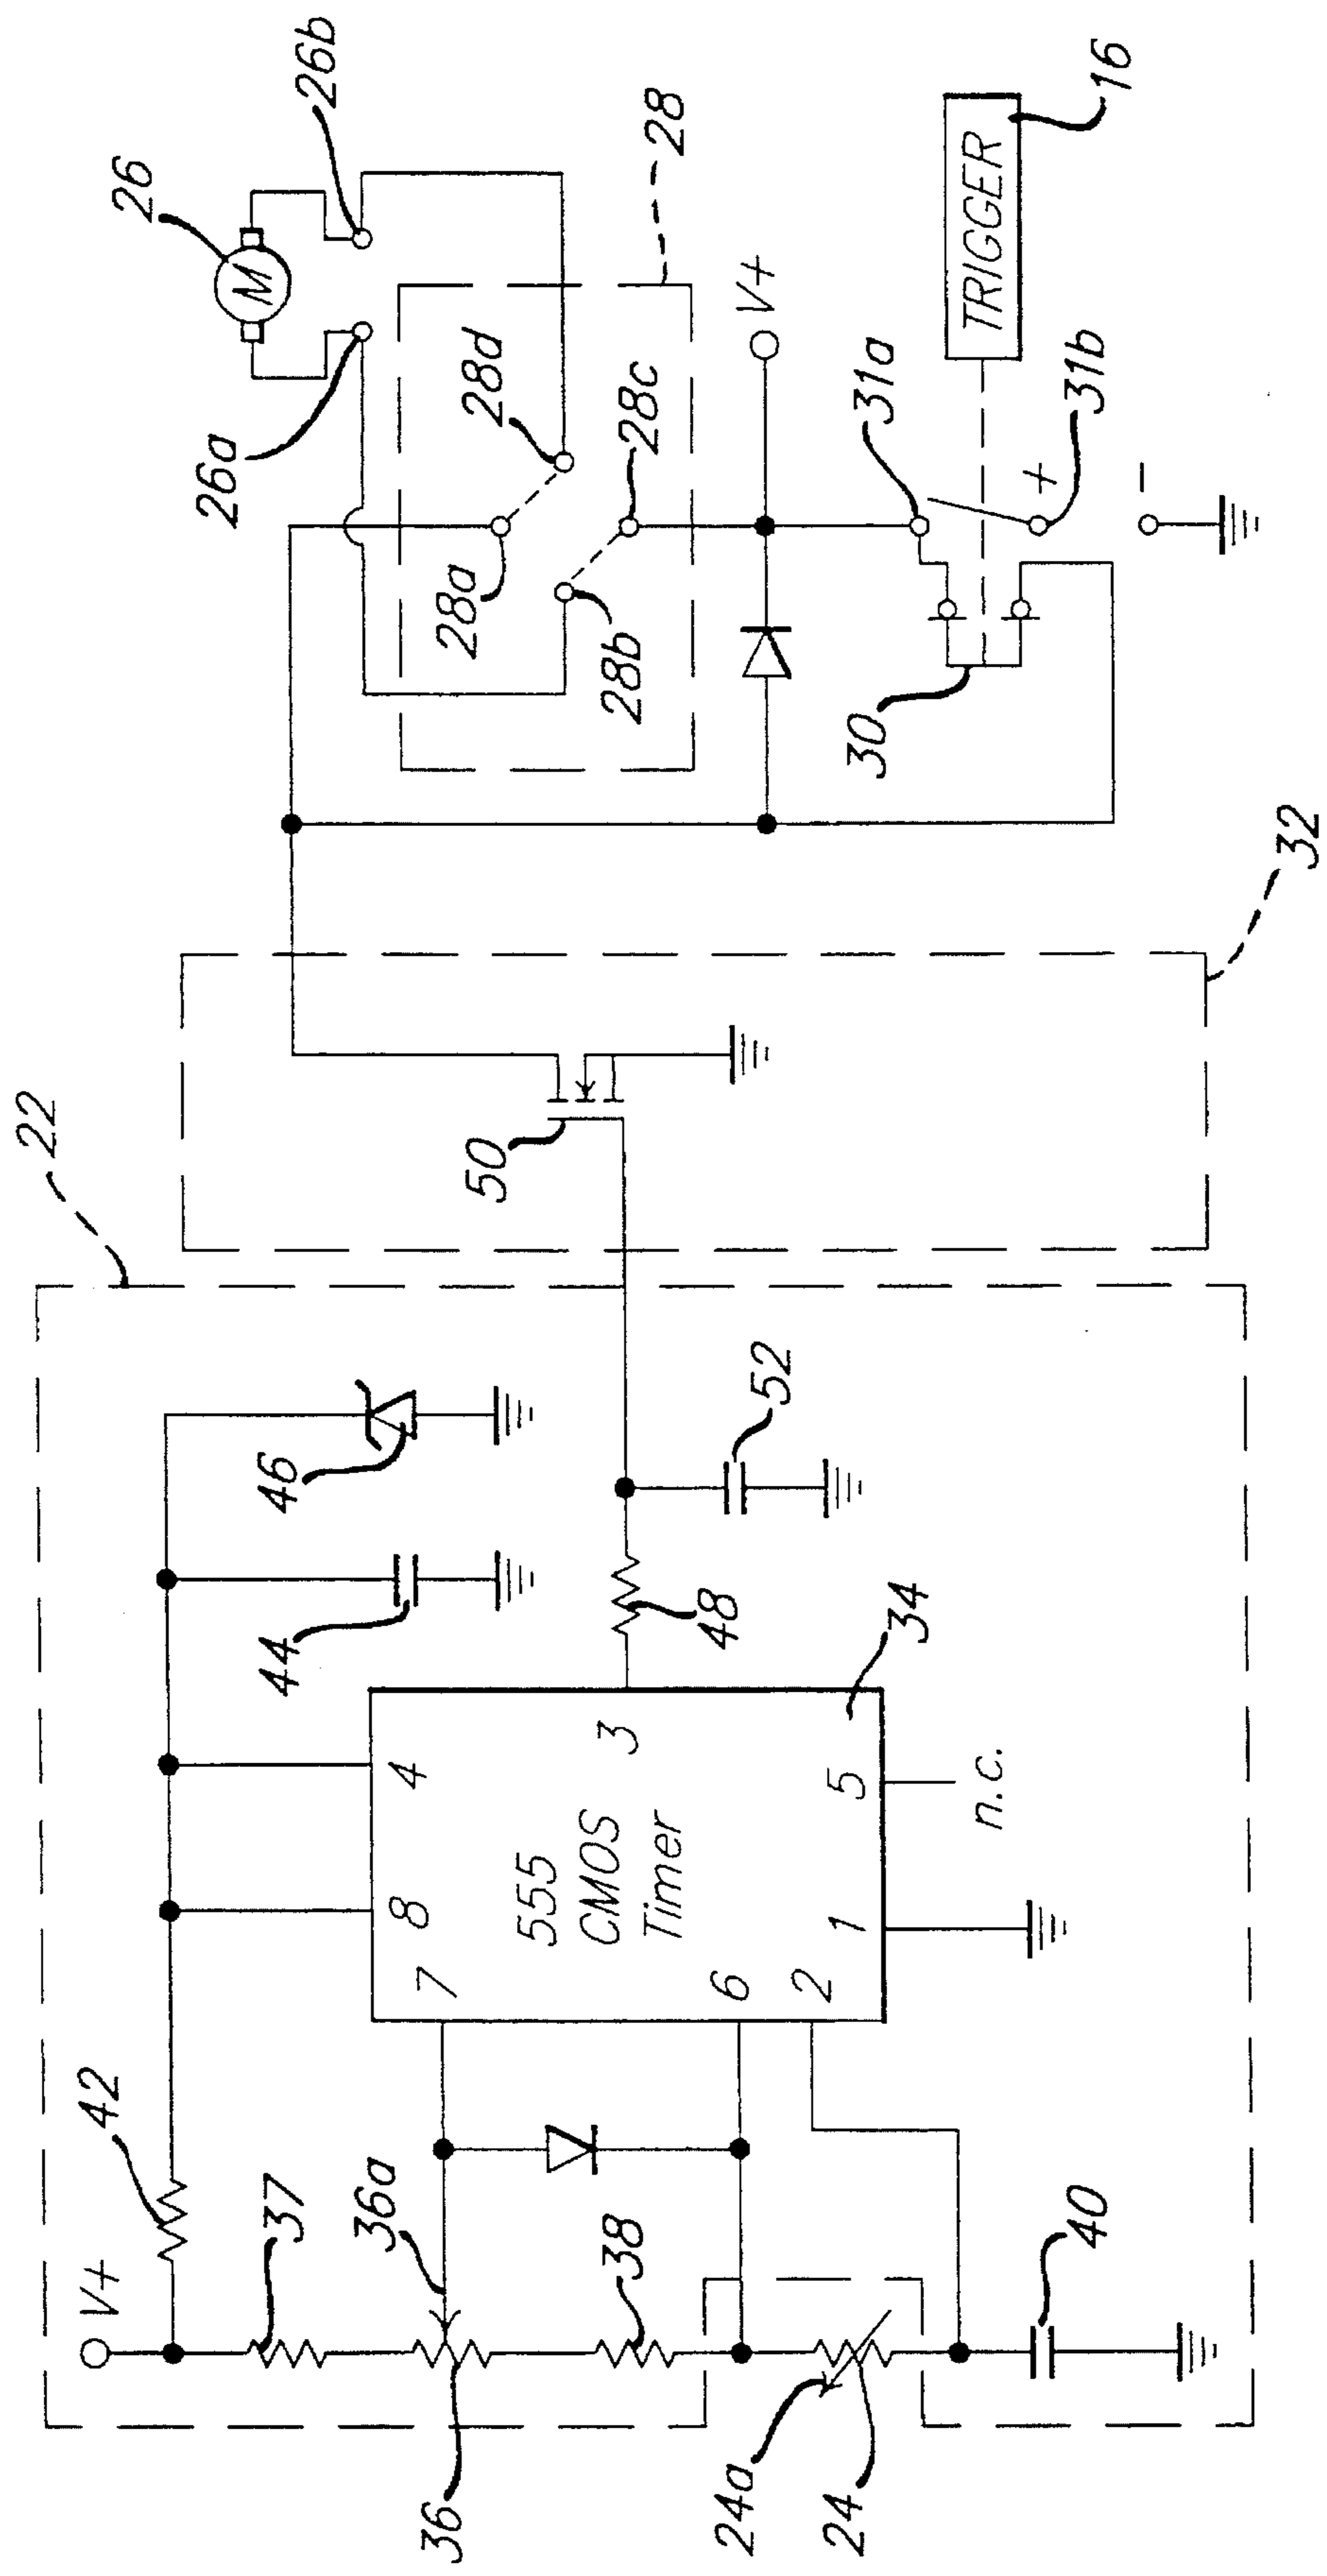 22
V+
42
37
36a
36
38
24a
24
40
7
8
4
6
2
1
5
3
555
CMOS
Timer
n.c.
34
44
46
48
52
50
32
26
26a
26b
28
28a
28b
28c
28d
V+
30
31a
31b
+
−
TRIGGER
16